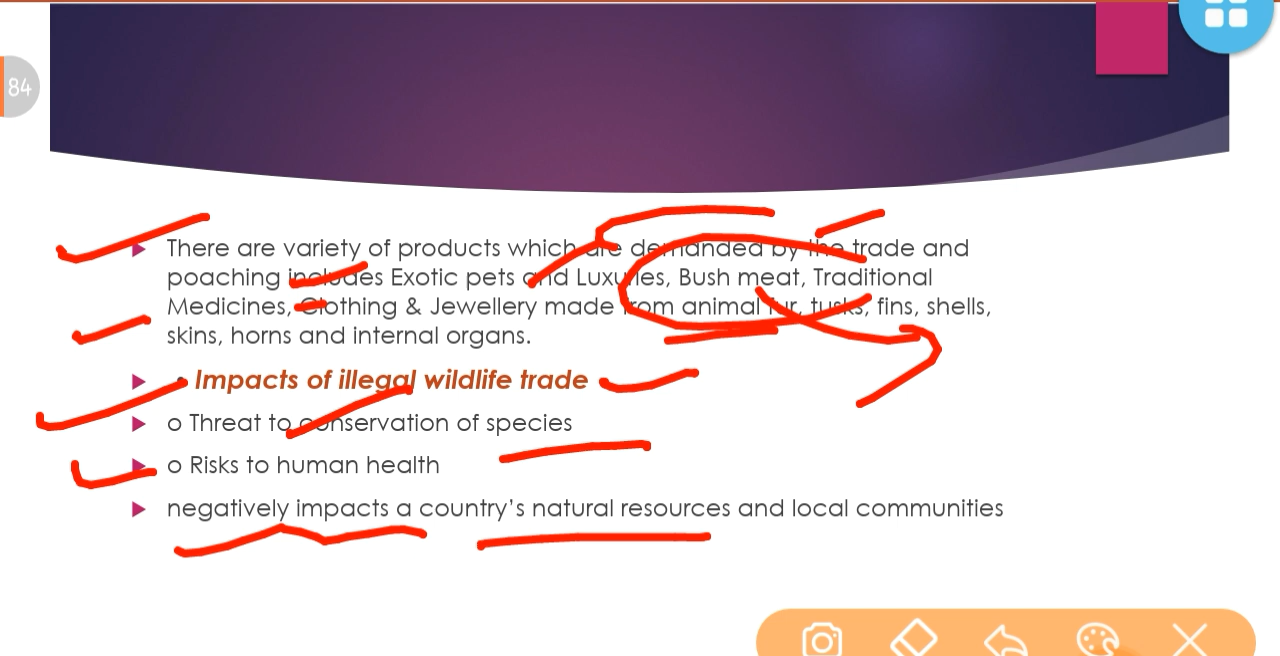 84
There are variety of products which are demanded by the trade and
poaching includes Exotic pets and Luxuries, Bush meat, Traditional
Medicines, Clothing & Jewellery made from animal fur, tusks, fins, shells,
skins, horns and internal organs.
• Impacts of illegal wildlife trade
o Threat to conservation of species
o Risks to human health
negatively impacts a country’s natural resources and local communities